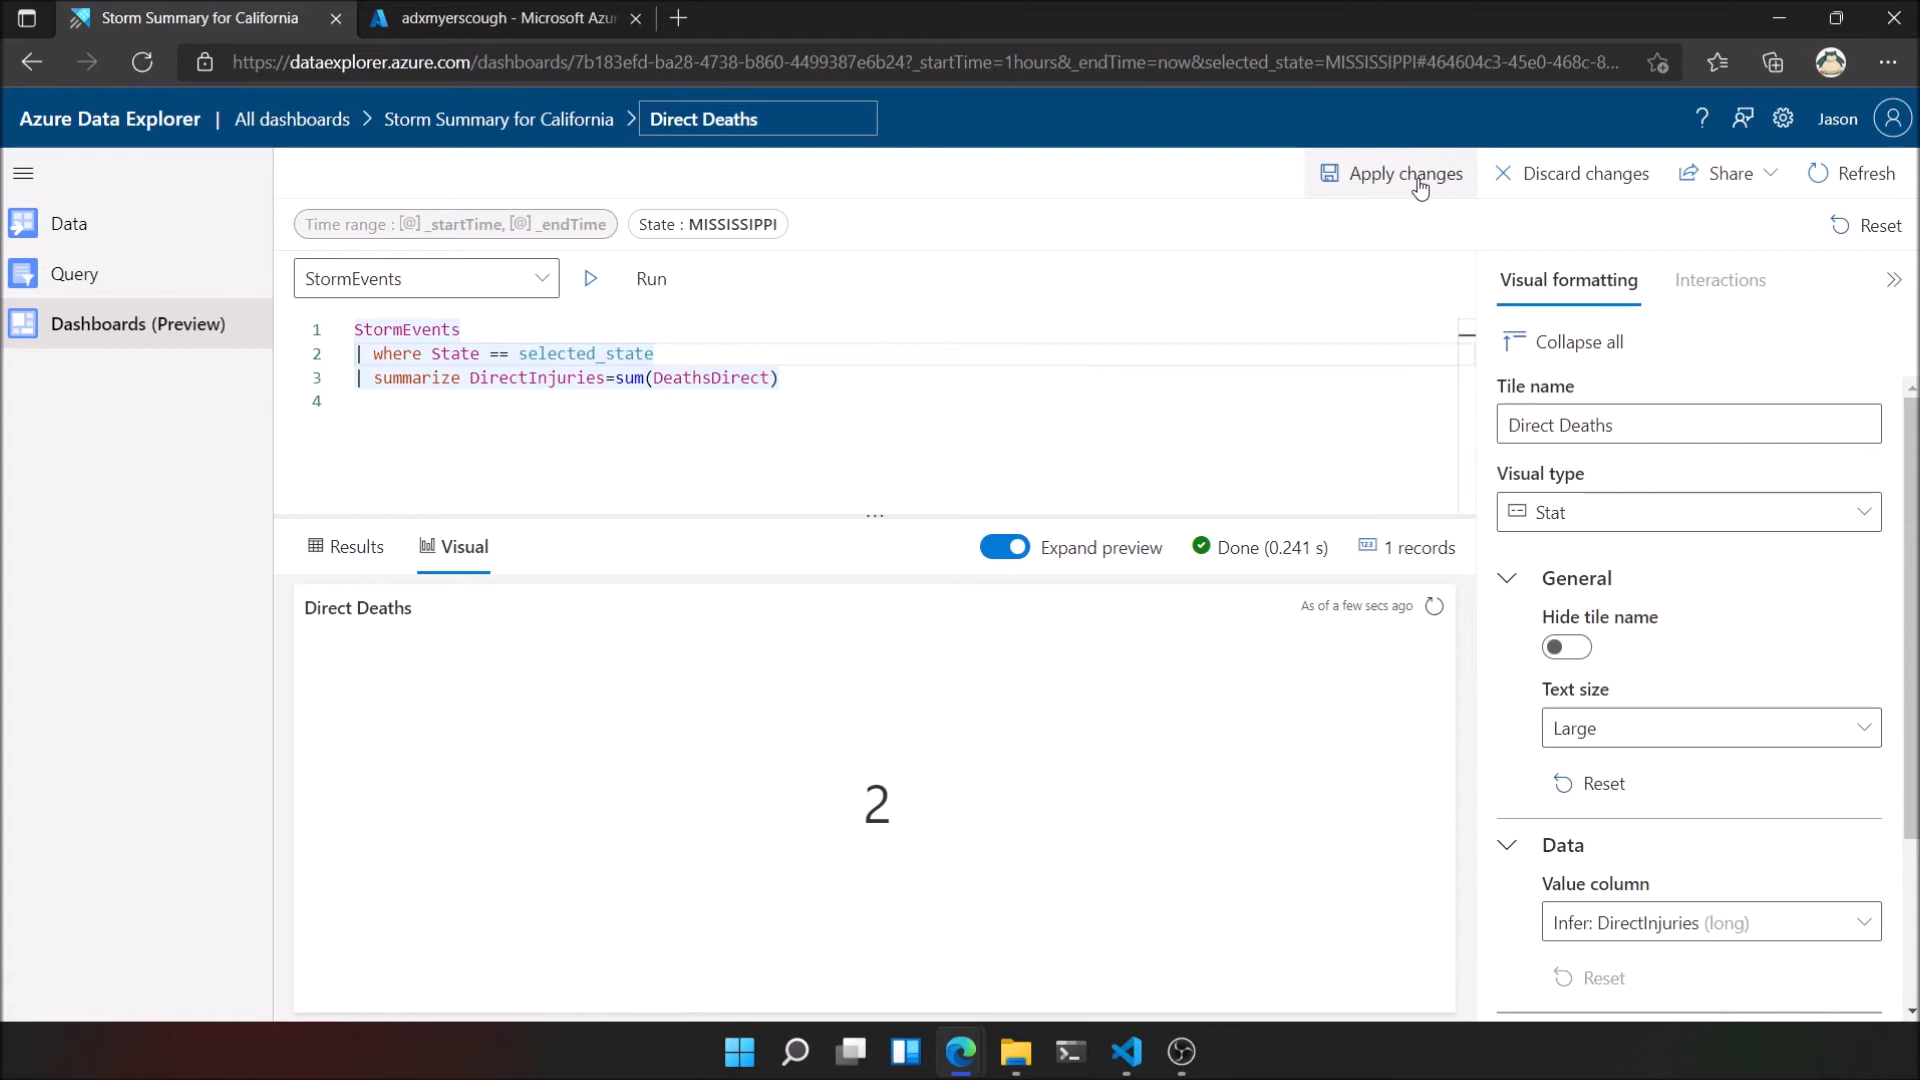 Storm Summary for California
adxmyerscough - Microsoft Azu
https://dataexplorer.azure.com/dashboards/7b183efd-ba28-4738-b860-4499387e6b24?_startTime=1hours&_endTime=now&selected_state=MISSISSIPPI#464604c3-45e0-468c-8...
Azure Data Explorer | All dashboards > Storm Summary for California > Direct Deaths
? Jason
Apply changes Discard changes Share Refresh
Data
Query
Dashboards (Preview)
Time range : [@] _startTime, [@] _endTime State : MISSISSIPPI
Reset
StormEvents Run
1 StormEvents
2 | where State == selected_state
3 | summarize DirectInjuries=sum(DeathsDirect)
4
Results Visual Expand preview Done (0.241 s) 123 1 records
Direct Deaths As of a few secs ago
2
Visual formatting Interactions
Collapse all
Tile name
Direct Deaths
Visual type
Stat
General
Hide tile name
Text size
Large
Reset
Data
Value column
Infer: DirectInjuries (long)
Reset